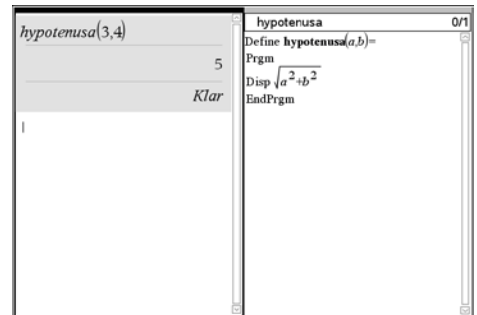 hypotenusa(3,4)
5
Klar
hypotenusa 0/1
Define hypotenusa(a,b)=
Prgm
Disp √a²+b²
EndPrgm